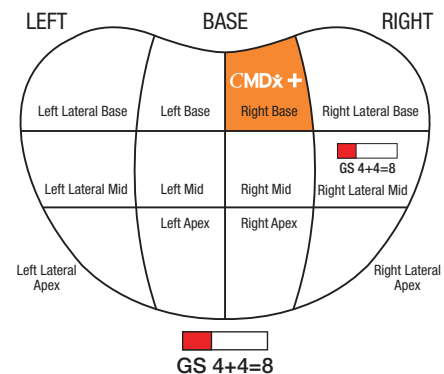 LEFT BASE RIGHT
CMDx +
Left Lateral Base Left Base Right Base Right Lateral Base
GS 4+4=8
Left Lateral Mid Left Mid Right Mid Right Lateral Mid
Left Apex Right Apex
Left Lateral Apex Right Lateral Apex
GS 4+4=8